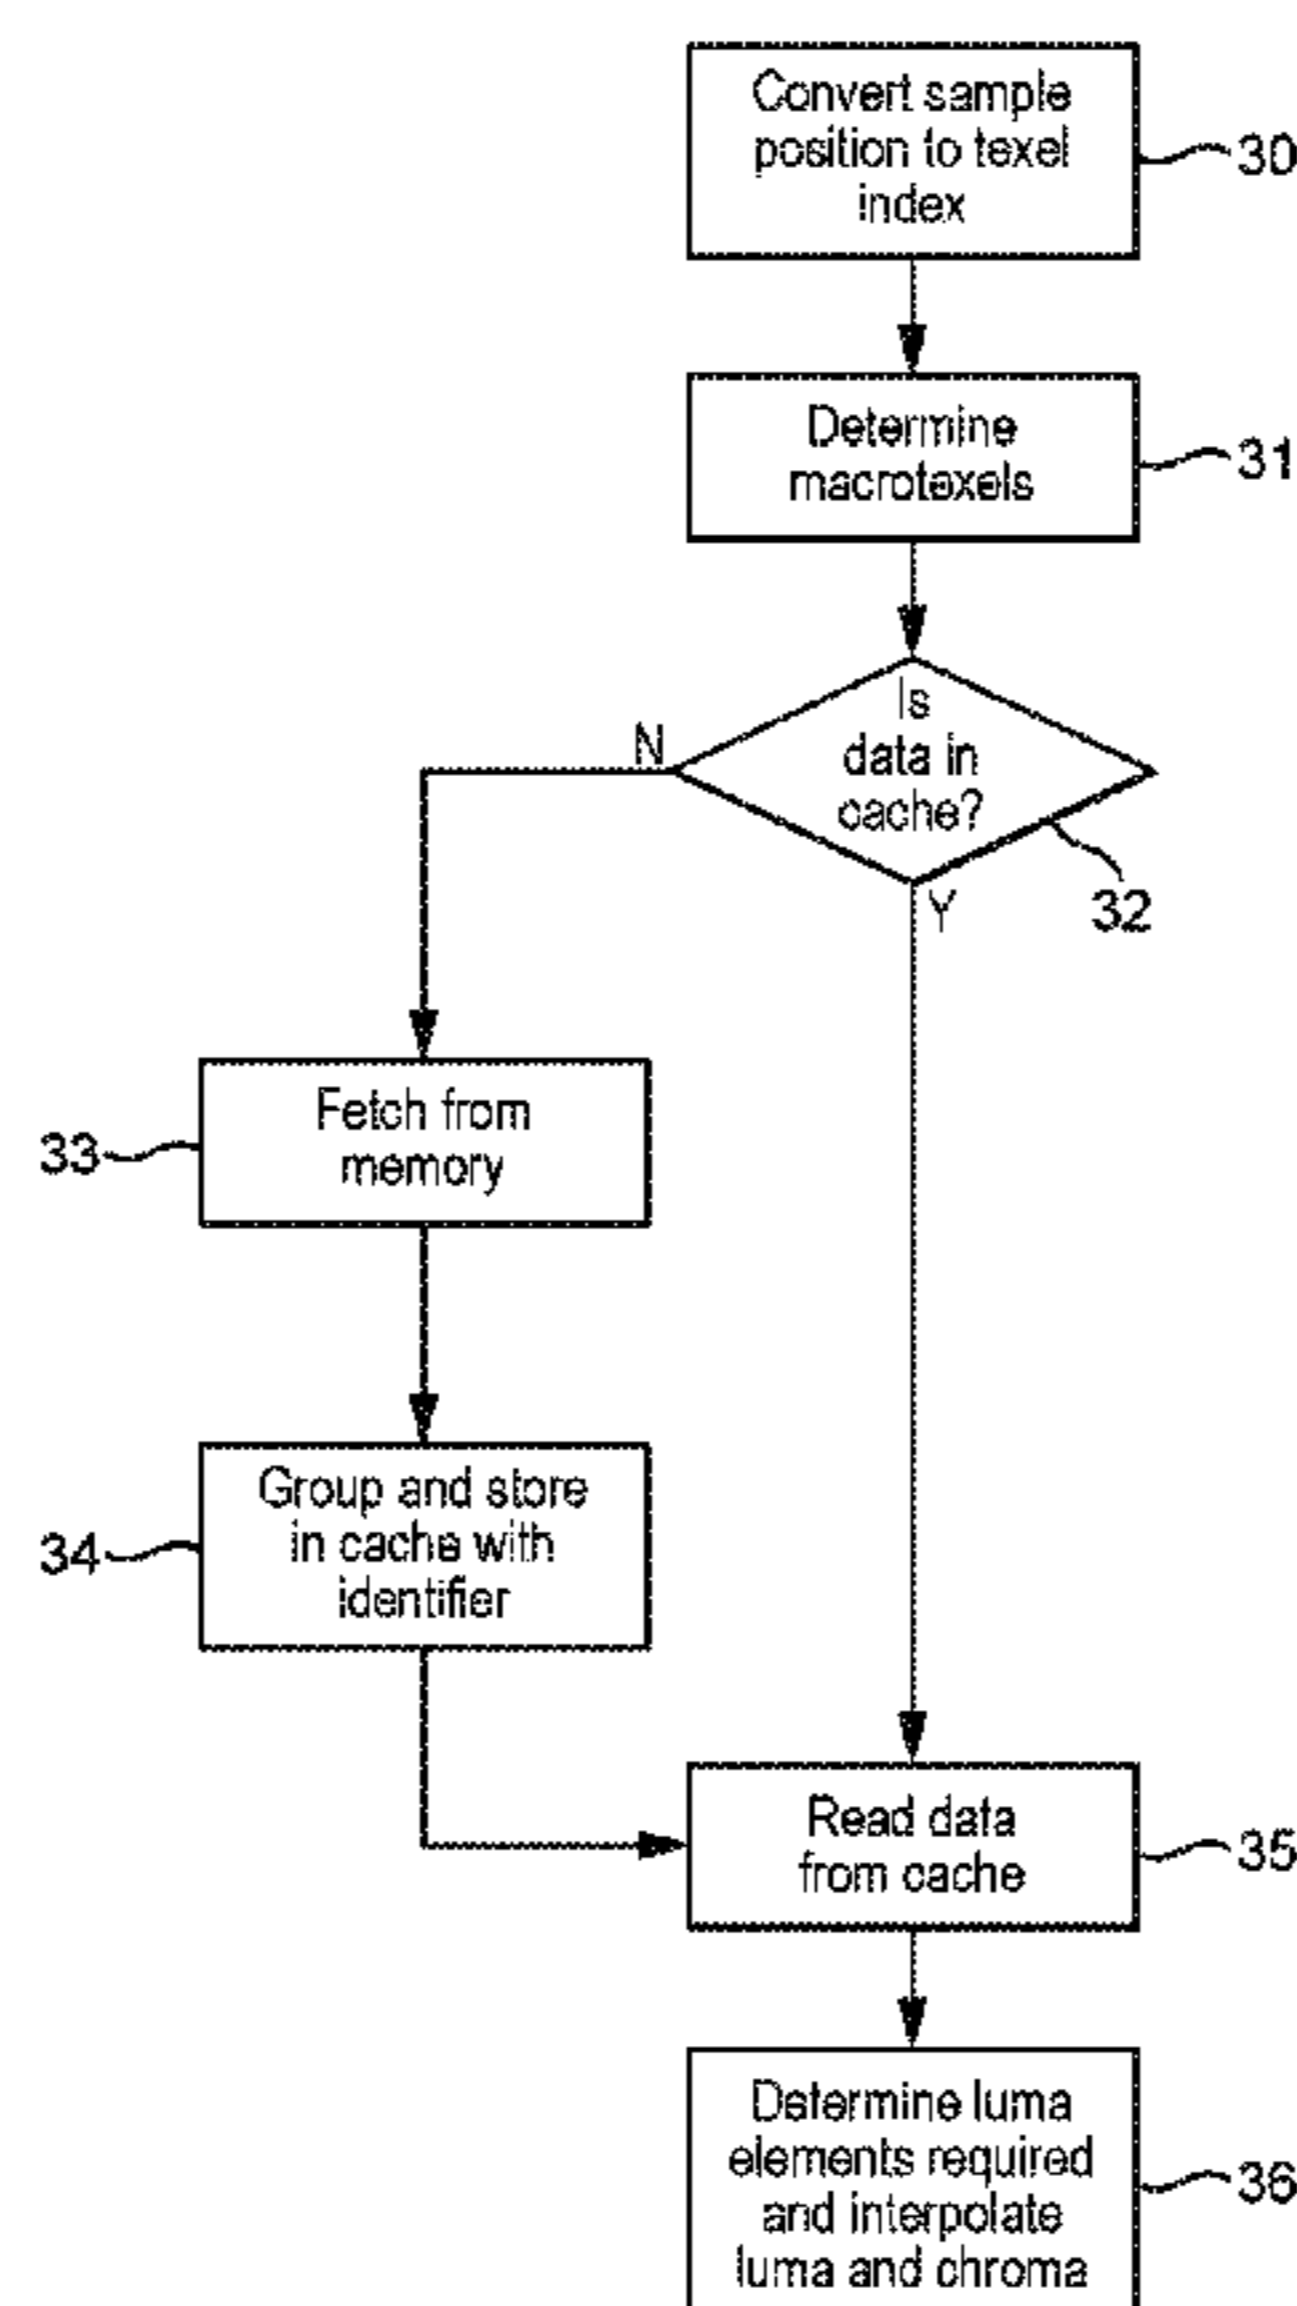 Convert sample
position to texel
index
30
Determine
macrotexels
31
Is
data in
cache?
N
Y
32
Fetch from
memory
33
Group and store
in cache with
identifier
34
Read data
from cache
35
Determine luma
elements required
and interpolate
luma and chroma
36